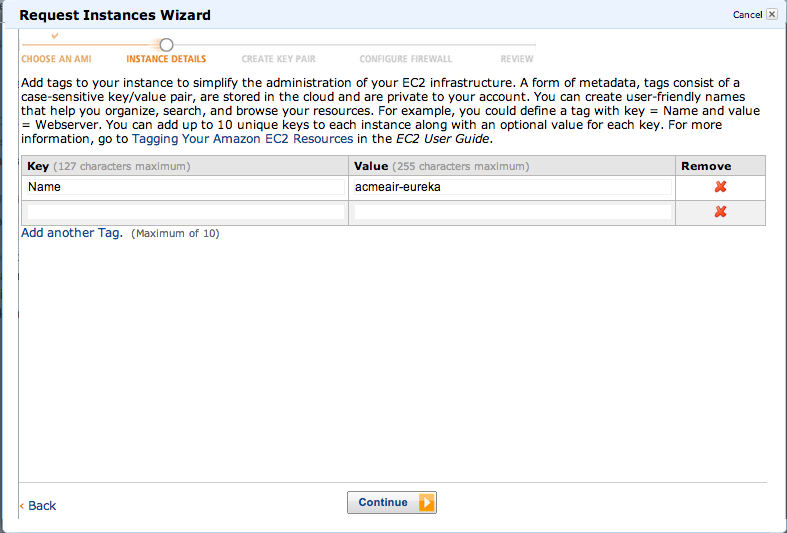 Request Instances Wizard
Cancel
CHOOSE AN AMI INSTANCE DETAILS CREATE KEY PAIR CONFIGURE FIREWALL REVIEW
Add tags to your instance to simplify the administration of your EC2 infrastructure. A form of metadata, tags consist of a
case-sensitive key/value pair, are stored in the cloud and are private to your account. You can create user-friendly names
that help you organize, search, and browse your resources. For example, you could define a tag with key = Name and value
= Webserver. You can add up to 10 unique keys to each instance along with an optional value for each key. For more
information, go to Tagging Your Amazon EC2 Resources in the EC2 User Guide.
Key (127 characters maximum) Value (255 characters maximum) Remove
Name acmeair-eureka
Add another Tag. (Maximum of 10)
Continue
< Back